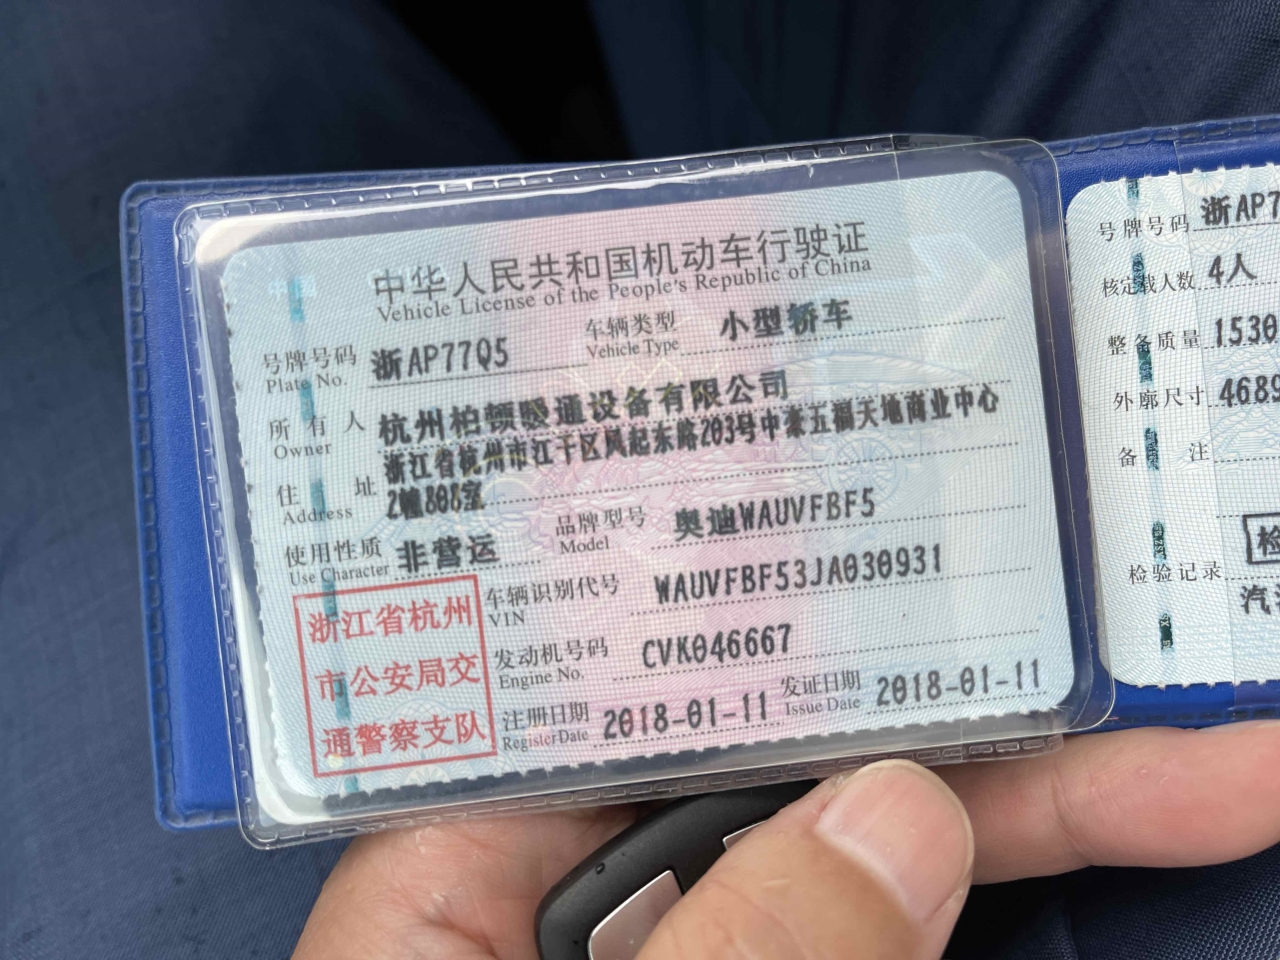 中华人民共和国机动车行驶证
Vehicle License of the People's Republic of China
号牌号码 浙AP77Q5 车辆类型 小型轿车
Plate No. Vehicle Type
所有人 杭州柏顿暖通设备有限公司
Owner
住址 浙江省杭州市江干区凤起东路203号中豪五福天地商业中心
Address 2幢808室
使用性质 非营运 品牌型号 奥迪WAUVFBF5
Use Character Model
浙江省杭州
市公安局交
通警察支队
车辆识别代号 WAUVFBF53JA030931
VIN
发动机号码 CVK046667
Engine No.
注册日期 2018-01-11 发证日期 2018-01-11
Register Date Issue Date
号牌号码 浙AP7
核定载人数 4人
整备质量 1530
外廓尺寸 4689
备注
检验记录 检
汽